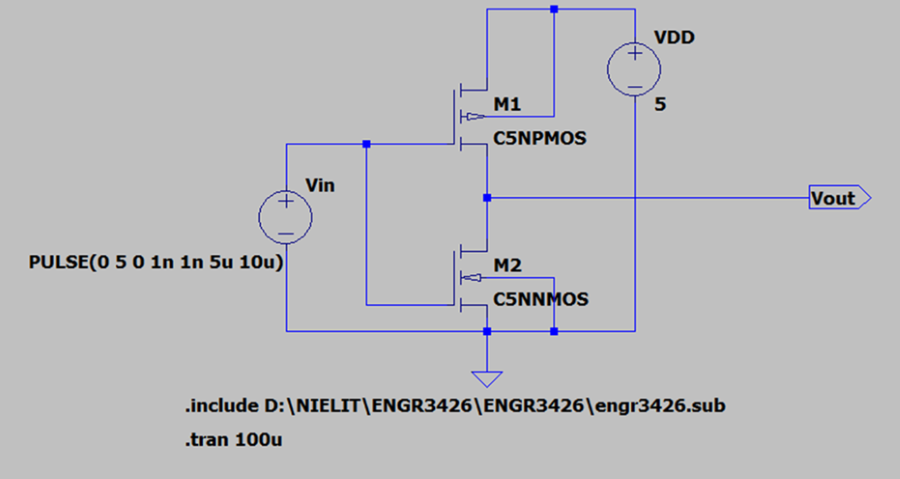 VDD
M1
5
C5NPMOS
Vin
Vout
PULSE(0 5 0 1n 1n 5u 10u)
M2
C5NNMOS
.include D:\NIELIT\ENGR3426\ENGR3426\engr3426.sub
.tran 100u